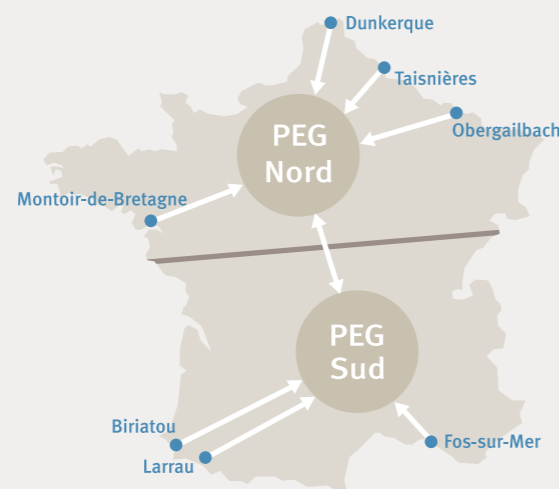 Dunkerque
Taisnières
Obergailbach
PEG
Nord
Montoir-de-Bretagne
PEG
Sud
Biriatou
Larrau
Fos-sur-Mer